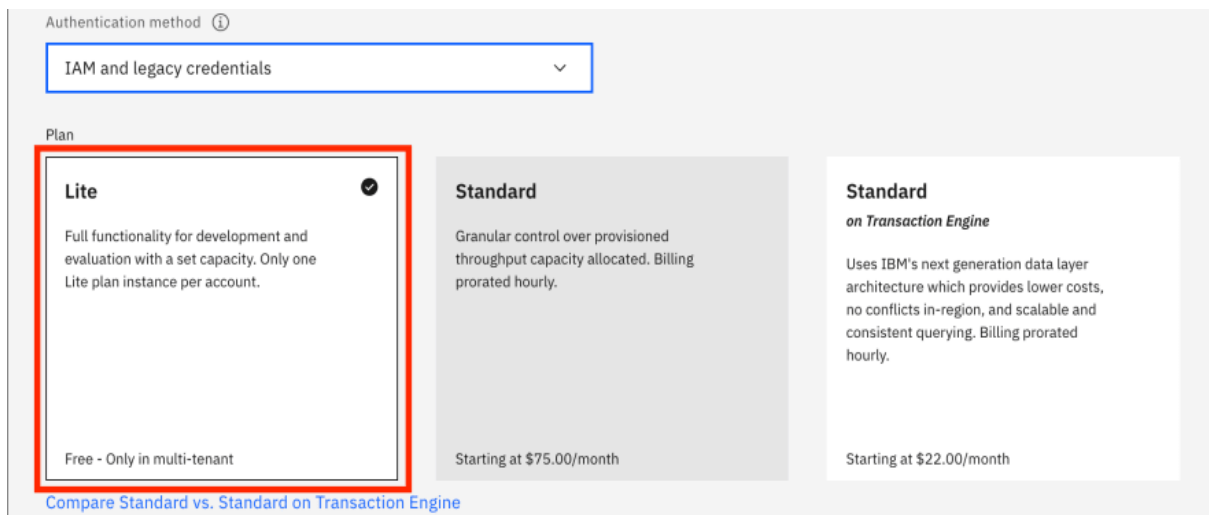 Authentication method
IAM and legacy credentials
Plan
Lite
Full functionality for development and
evaluation with a set capacity. Only one
Lite plan instance per account.
Free - Only in multi-tenant
Standard
Granular control over provisioned
throughput capacity allocated. Billing
prorated hourly.
Starting at $75.00/month
Standard
on Transaction Engine
Uses IBM's next generation data layer
architecture which provides lower costs,
no conflicts in-region, and scalable and
consistent querying. Billing prorated
hourly.
Starting at $22.00/month
Compare Standard vs. Standard on Transaction Engine